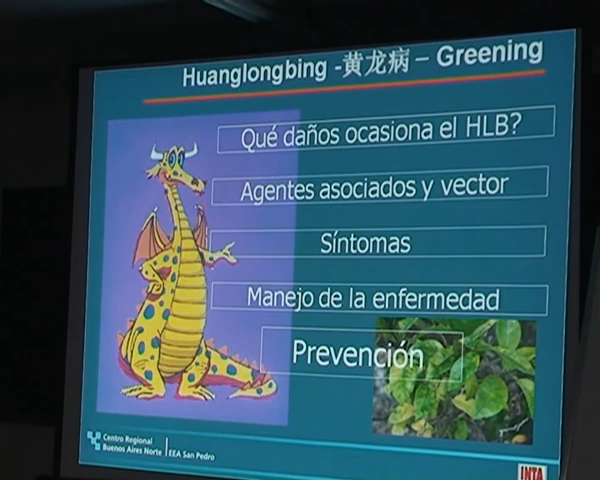 Huanglongbing -黄龙病 – Greening
Qué daños ocasiona el HLB?
Agentes asociados y vector
Síntomas
Manejo de la enfermedad
Prevención
Centro Regional
Buenos Aires Norte
EEA San Pedro
INTA